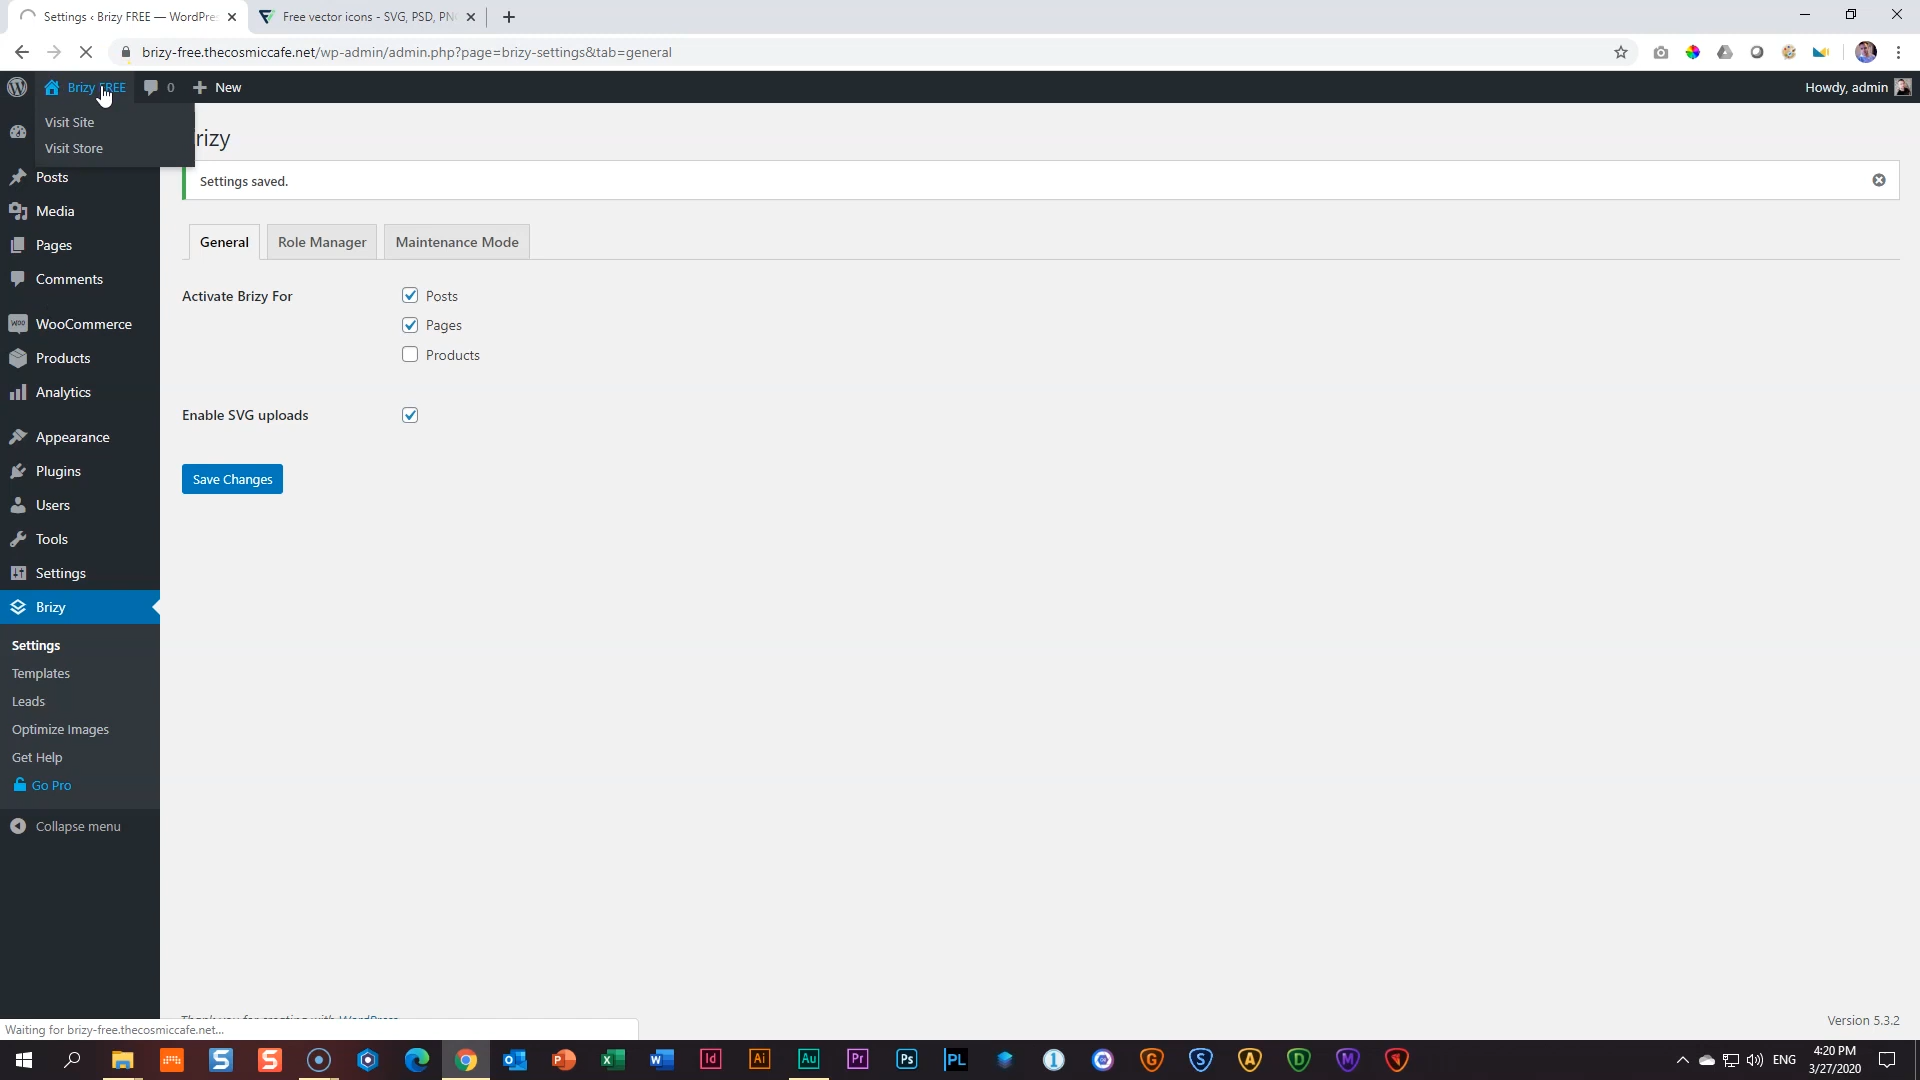 Settings ‹ Brizy FREE — WordPre
Free vector icons - SVG, PSD, PN
brizy-free.thecosmiccafe.net/wp-admin/admin.php?page=brizy-settings&tab=general
Brizy FREE
0
New
Howdy, admin
Visit Site
Visit Store
rizy
Posts
Media
Pages
Comments
WooCommerce
Products
Analytics
Appearance
Plugins
Users
Tools
Settings
Brizy
Settings
Templates
Leads
Optimize Images
Get Help
Go Pro
Collapse menu
Settings saved.
General
Role Manager
Maintenance Mode
Activate Brizy For
Posts
Pages
Products
Enable SVG uploads
Save Changes
Version 5.3.2
Waiting for brizy-free.thecosmiccafe.net...
ENG
4:20 PM
3/27/2020